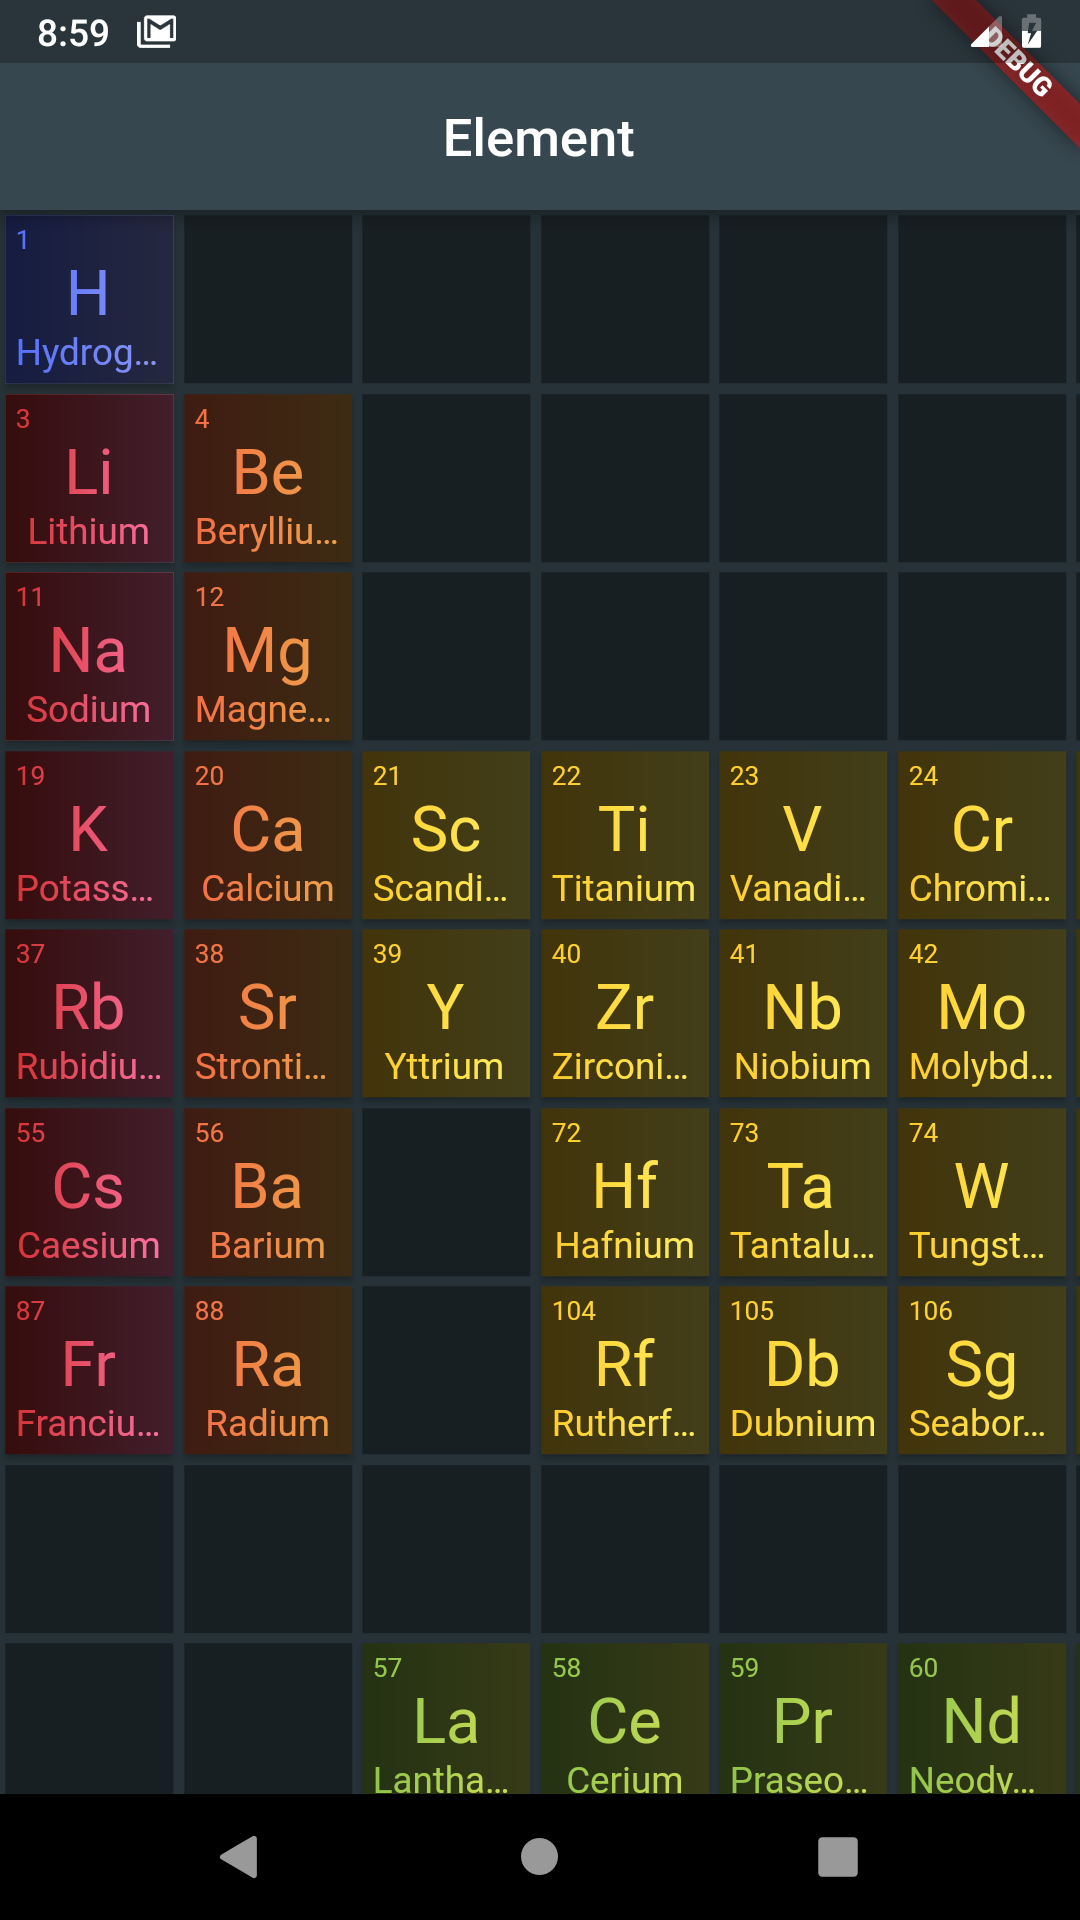 8:59
DEBUG
Element
1
H
Hydrog...
3 4
Li Be
Lithium Berylliu...
11 12
Na Mg
Sodium Magne...
19 20 21 22 23 24
K Ca Sc Ti V Cr
Potass... Calcium Scandi... Titanium Vanadi... Chromi...
37 38 39 40 41 42
Rb Sr Y Zr Nb Mo
Rubidiu... Stronti... Yttrium Zirconi... Niobium Molybd...
55 56 72 73 74
Cs Ba Hf Ta W
Caesium Barium Hafnium Tantalu... Tungst...
87 88 104 105 106
Fr Ra Rf Db Sg
Franciu... Radium Rutherf... Dubnium Seabor...
57 58 59 60
La Ce Pr Nd
Lantha... Cerium Praseo... Neody...